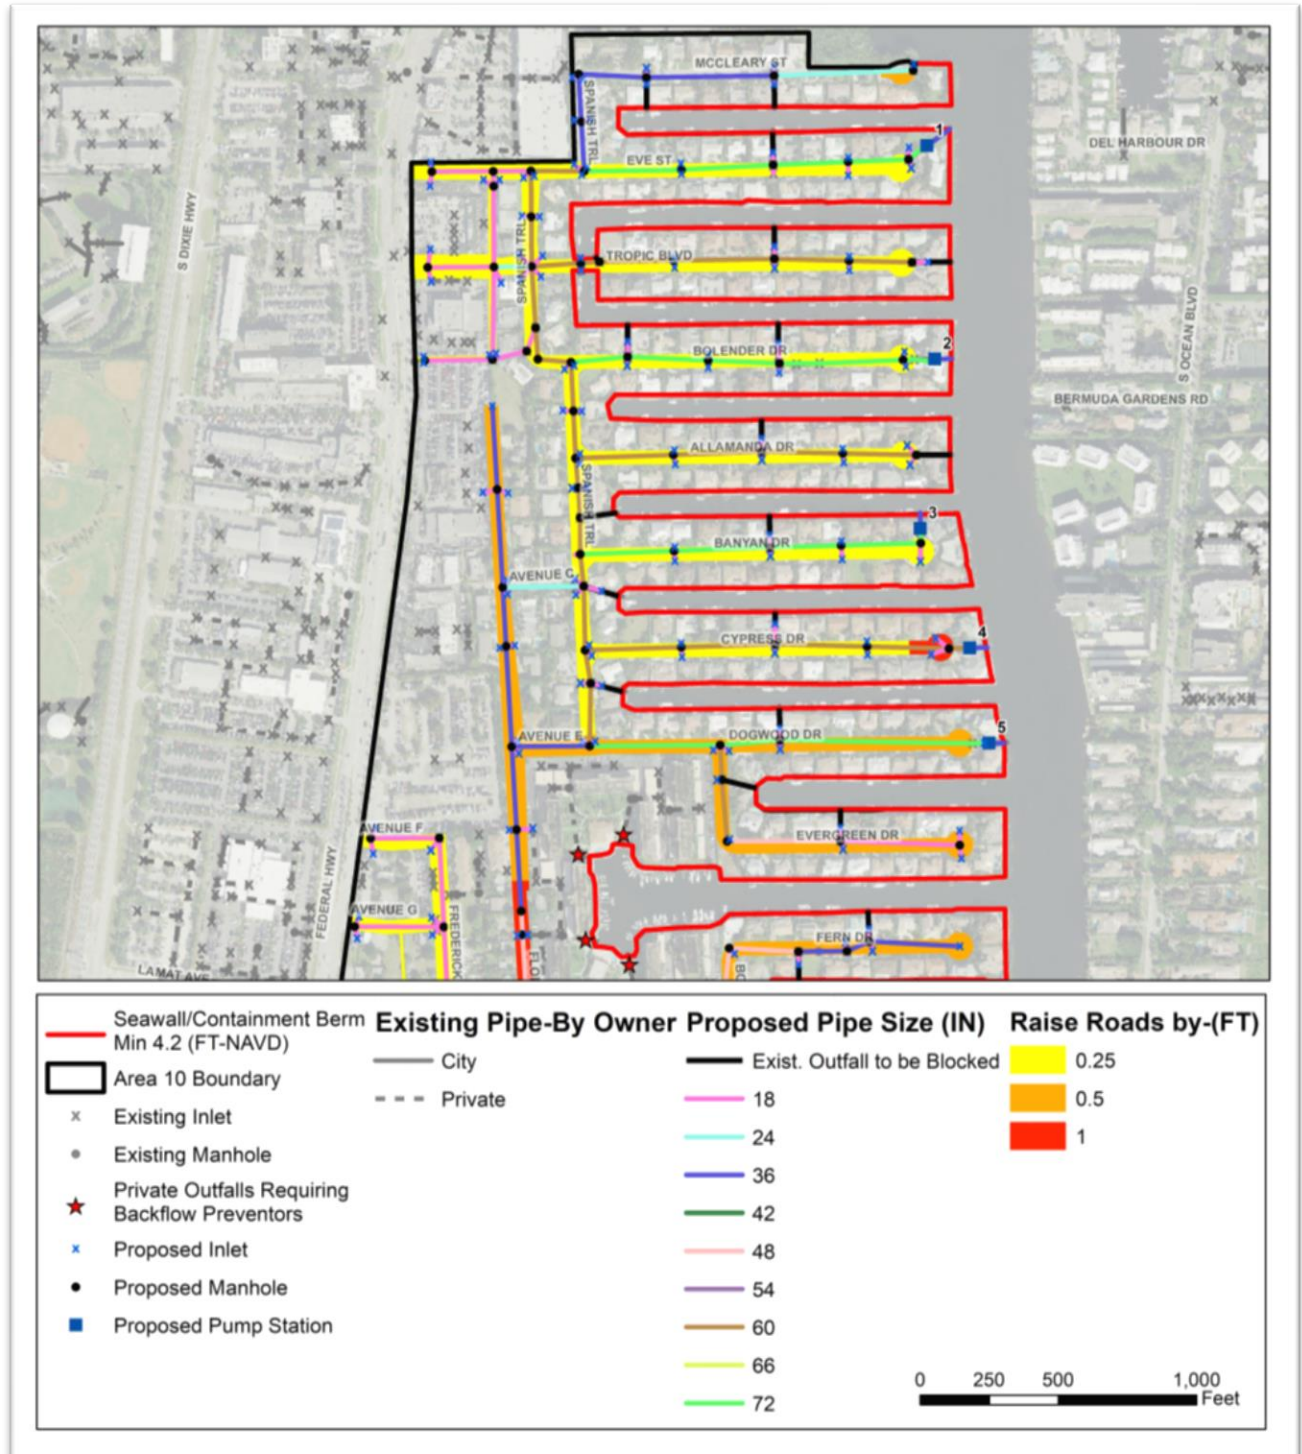 MCCLEARY ST
SPANISH TRL
1
DEL HARBOUR DR
EVE ST
S DIXIE HWY
SPANISH TRL
TROPIC BLVD
S OCEAN BLVD
2
BOLENDER DR
BERMUDA GARDENS RD
ALLAMANDA DR
SPANISH TRL
3
BANYAN DR
AVENUE C
CYPRESS DR
4
5
AVENUE E
DOGWOOD DR
AVENUE F
EVERGREEN DR
FEDERAL HWY
AVENUE G
FREDERICK
FLO
BO
FERN DR
LAMAT AVE
Seawall/Containment Berm
Min 4.2 (FT-NAVD)
Area 10 Boundary
Existing Inlet
Existing Manhole
Private Outfalls Requiring
Backflow Preventors
Proposed Inlet
Proposed Manhole
Proposed Pump Station
Existing Pipe-By Owner
City
Private
Proposed Pipe Size (IN)
Exist. Outfall to be Blocked
18
24
36
42
48
54
60
66
72
Raise Roads by-(FT)
0.25
0.5
1
0 250 500 1,000
Feet